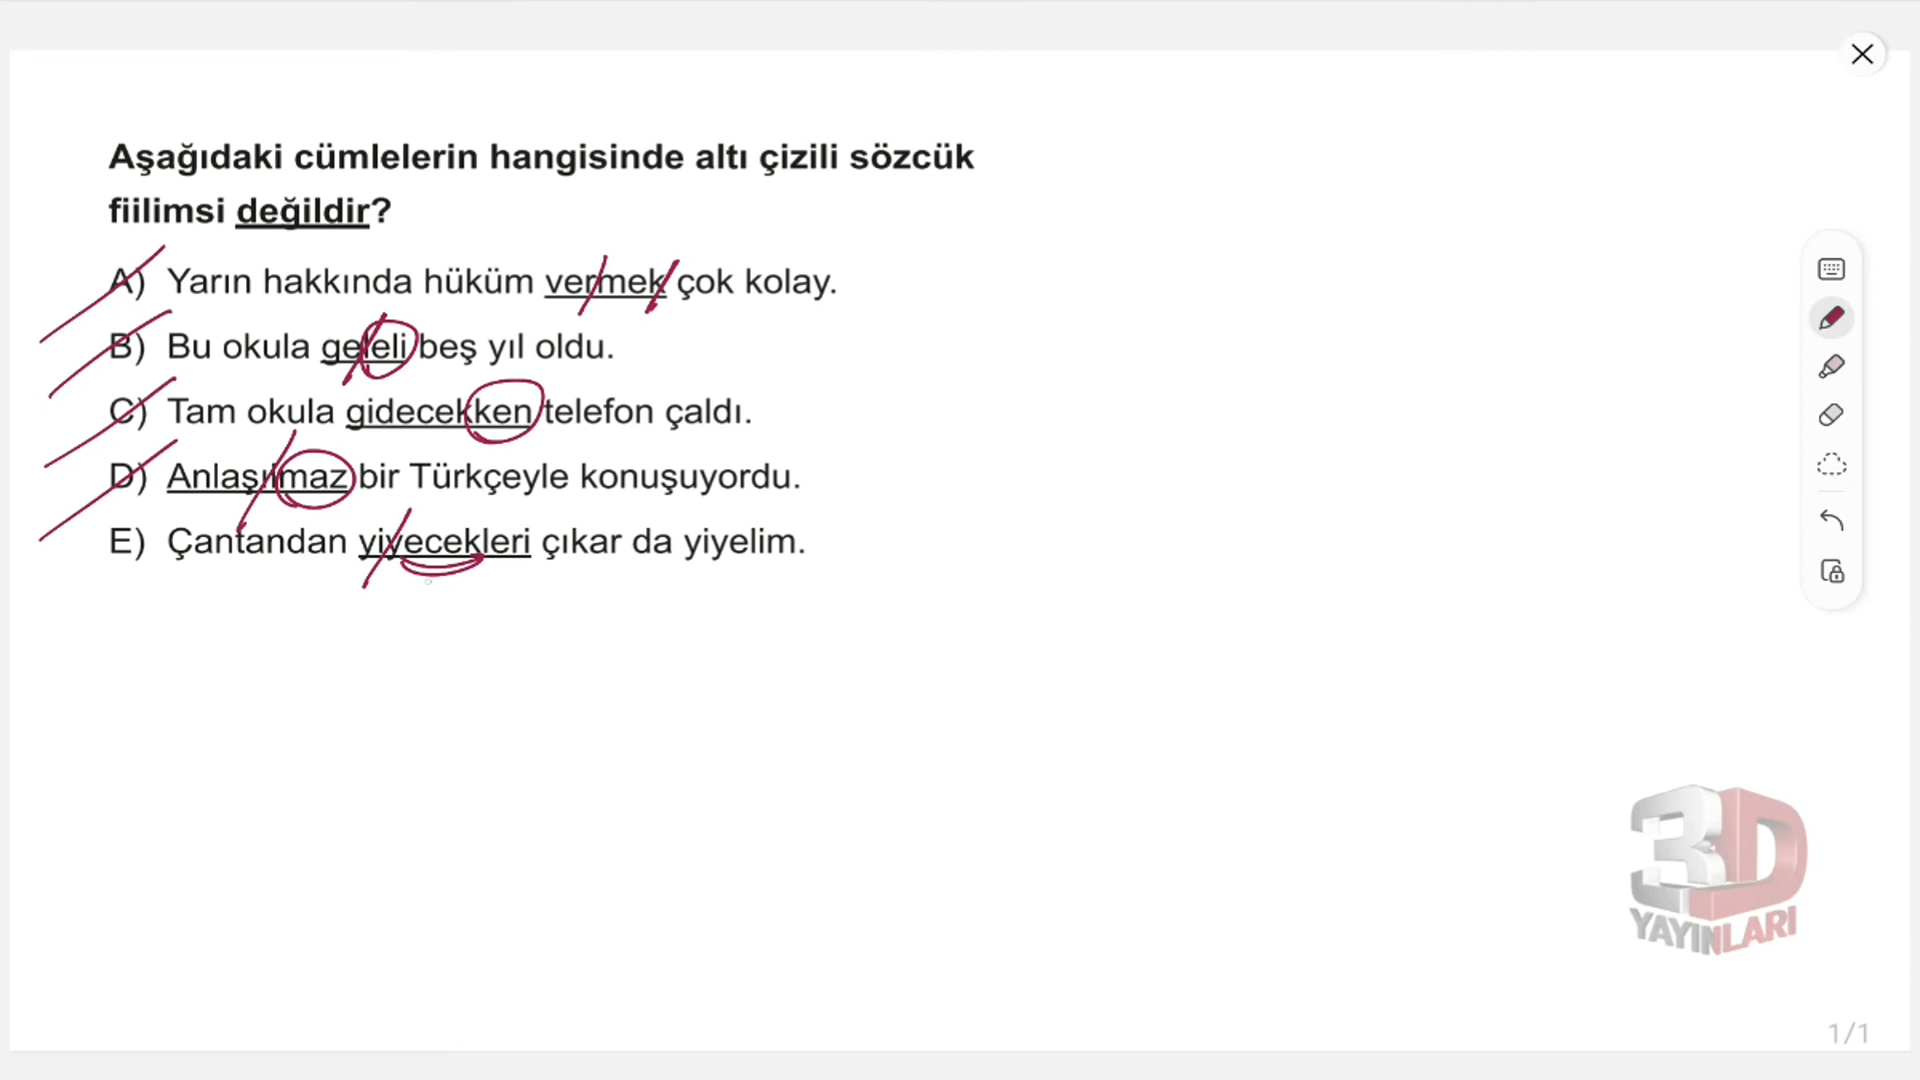 Aşağıdaki cümlelerin hangisinde altı çizili sözcük
fiilimsi değildir?
A) Yarın hakkında hüküm vermek çok kolay.
B) Bu okula geleli beş yıl oldu.
C) Tam okula gidecekken telefon çaldı.
D) Anlaşılmaz bir Türkçeyle konuşuyordu.
E) Çantandan yiyecekleri çıkar da yiyelim.
3D
YAYINLARI
1/1